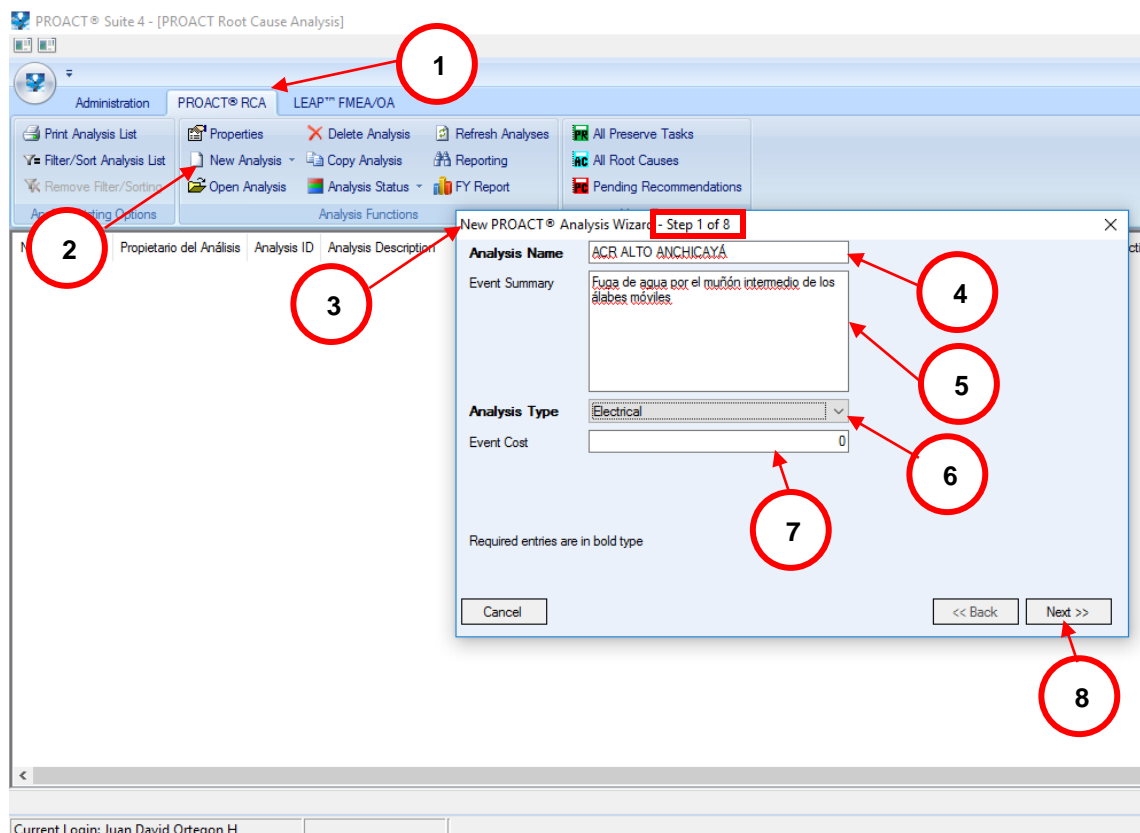 PROACT® Suite 4 - [PROACT Root Cause Analysis]
1
Administration PROACT® RCA LEAP™ FMEA/OA
Print Analysis List Properties Delete Analysis Refresh Analyses PR All Preserve Tasks
Filter/Sort Analysis List New Analysis Copy Analysis Reporting RC All Root Causes
Remove Filter/Sorting Open Analysis Analysis Status FY Report PC Pending Recommendations
Options Analysis Functions
2
Propietario del Análisis Analysis ID Analysis Description
3
New PROACT® Analysis Wizard - Step 1 of 8
Analysis Name ACR ALTO ANCHICAYÁ
4
Event Summary Fuga de agua por el muñón intermedio de los
álabes móviles
5
Analysis Type Electrical
Event Cost 0
6
7
Required entries are in bold type
Cancel << Back Next >>
8
Current Login: Juan David Ortegon H